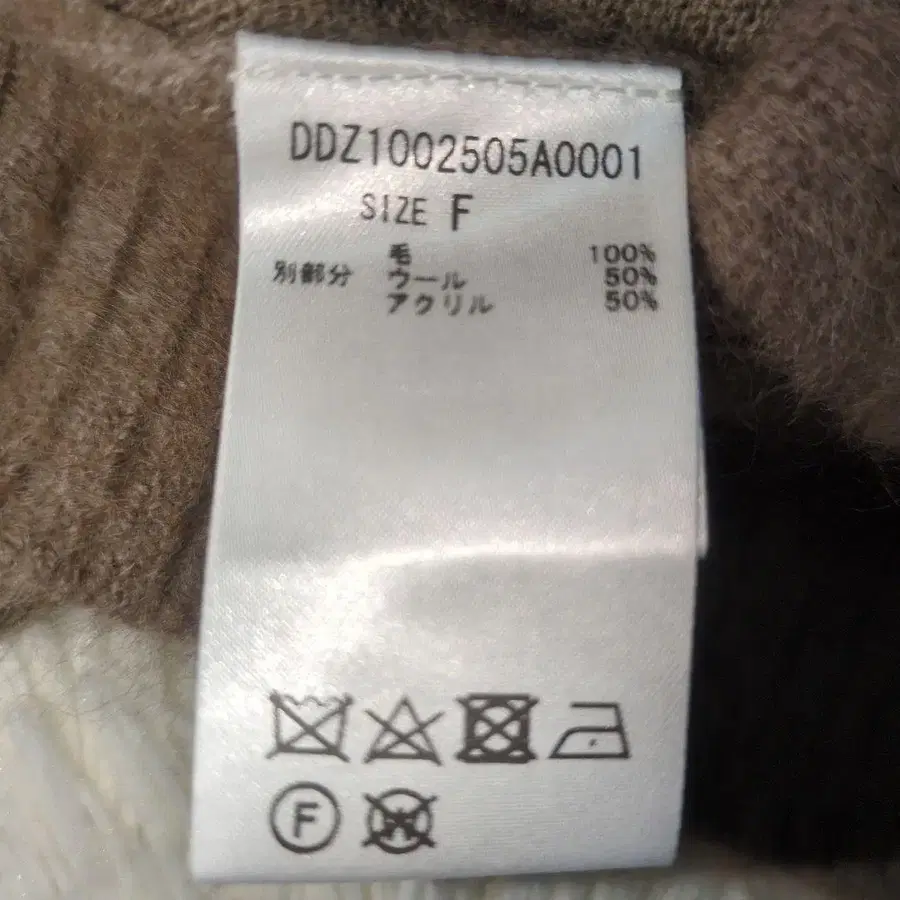 DDZ1002505A0001
SIZE F
毛 100%
別部分 ウール 50%
アクリル 50%
F
W